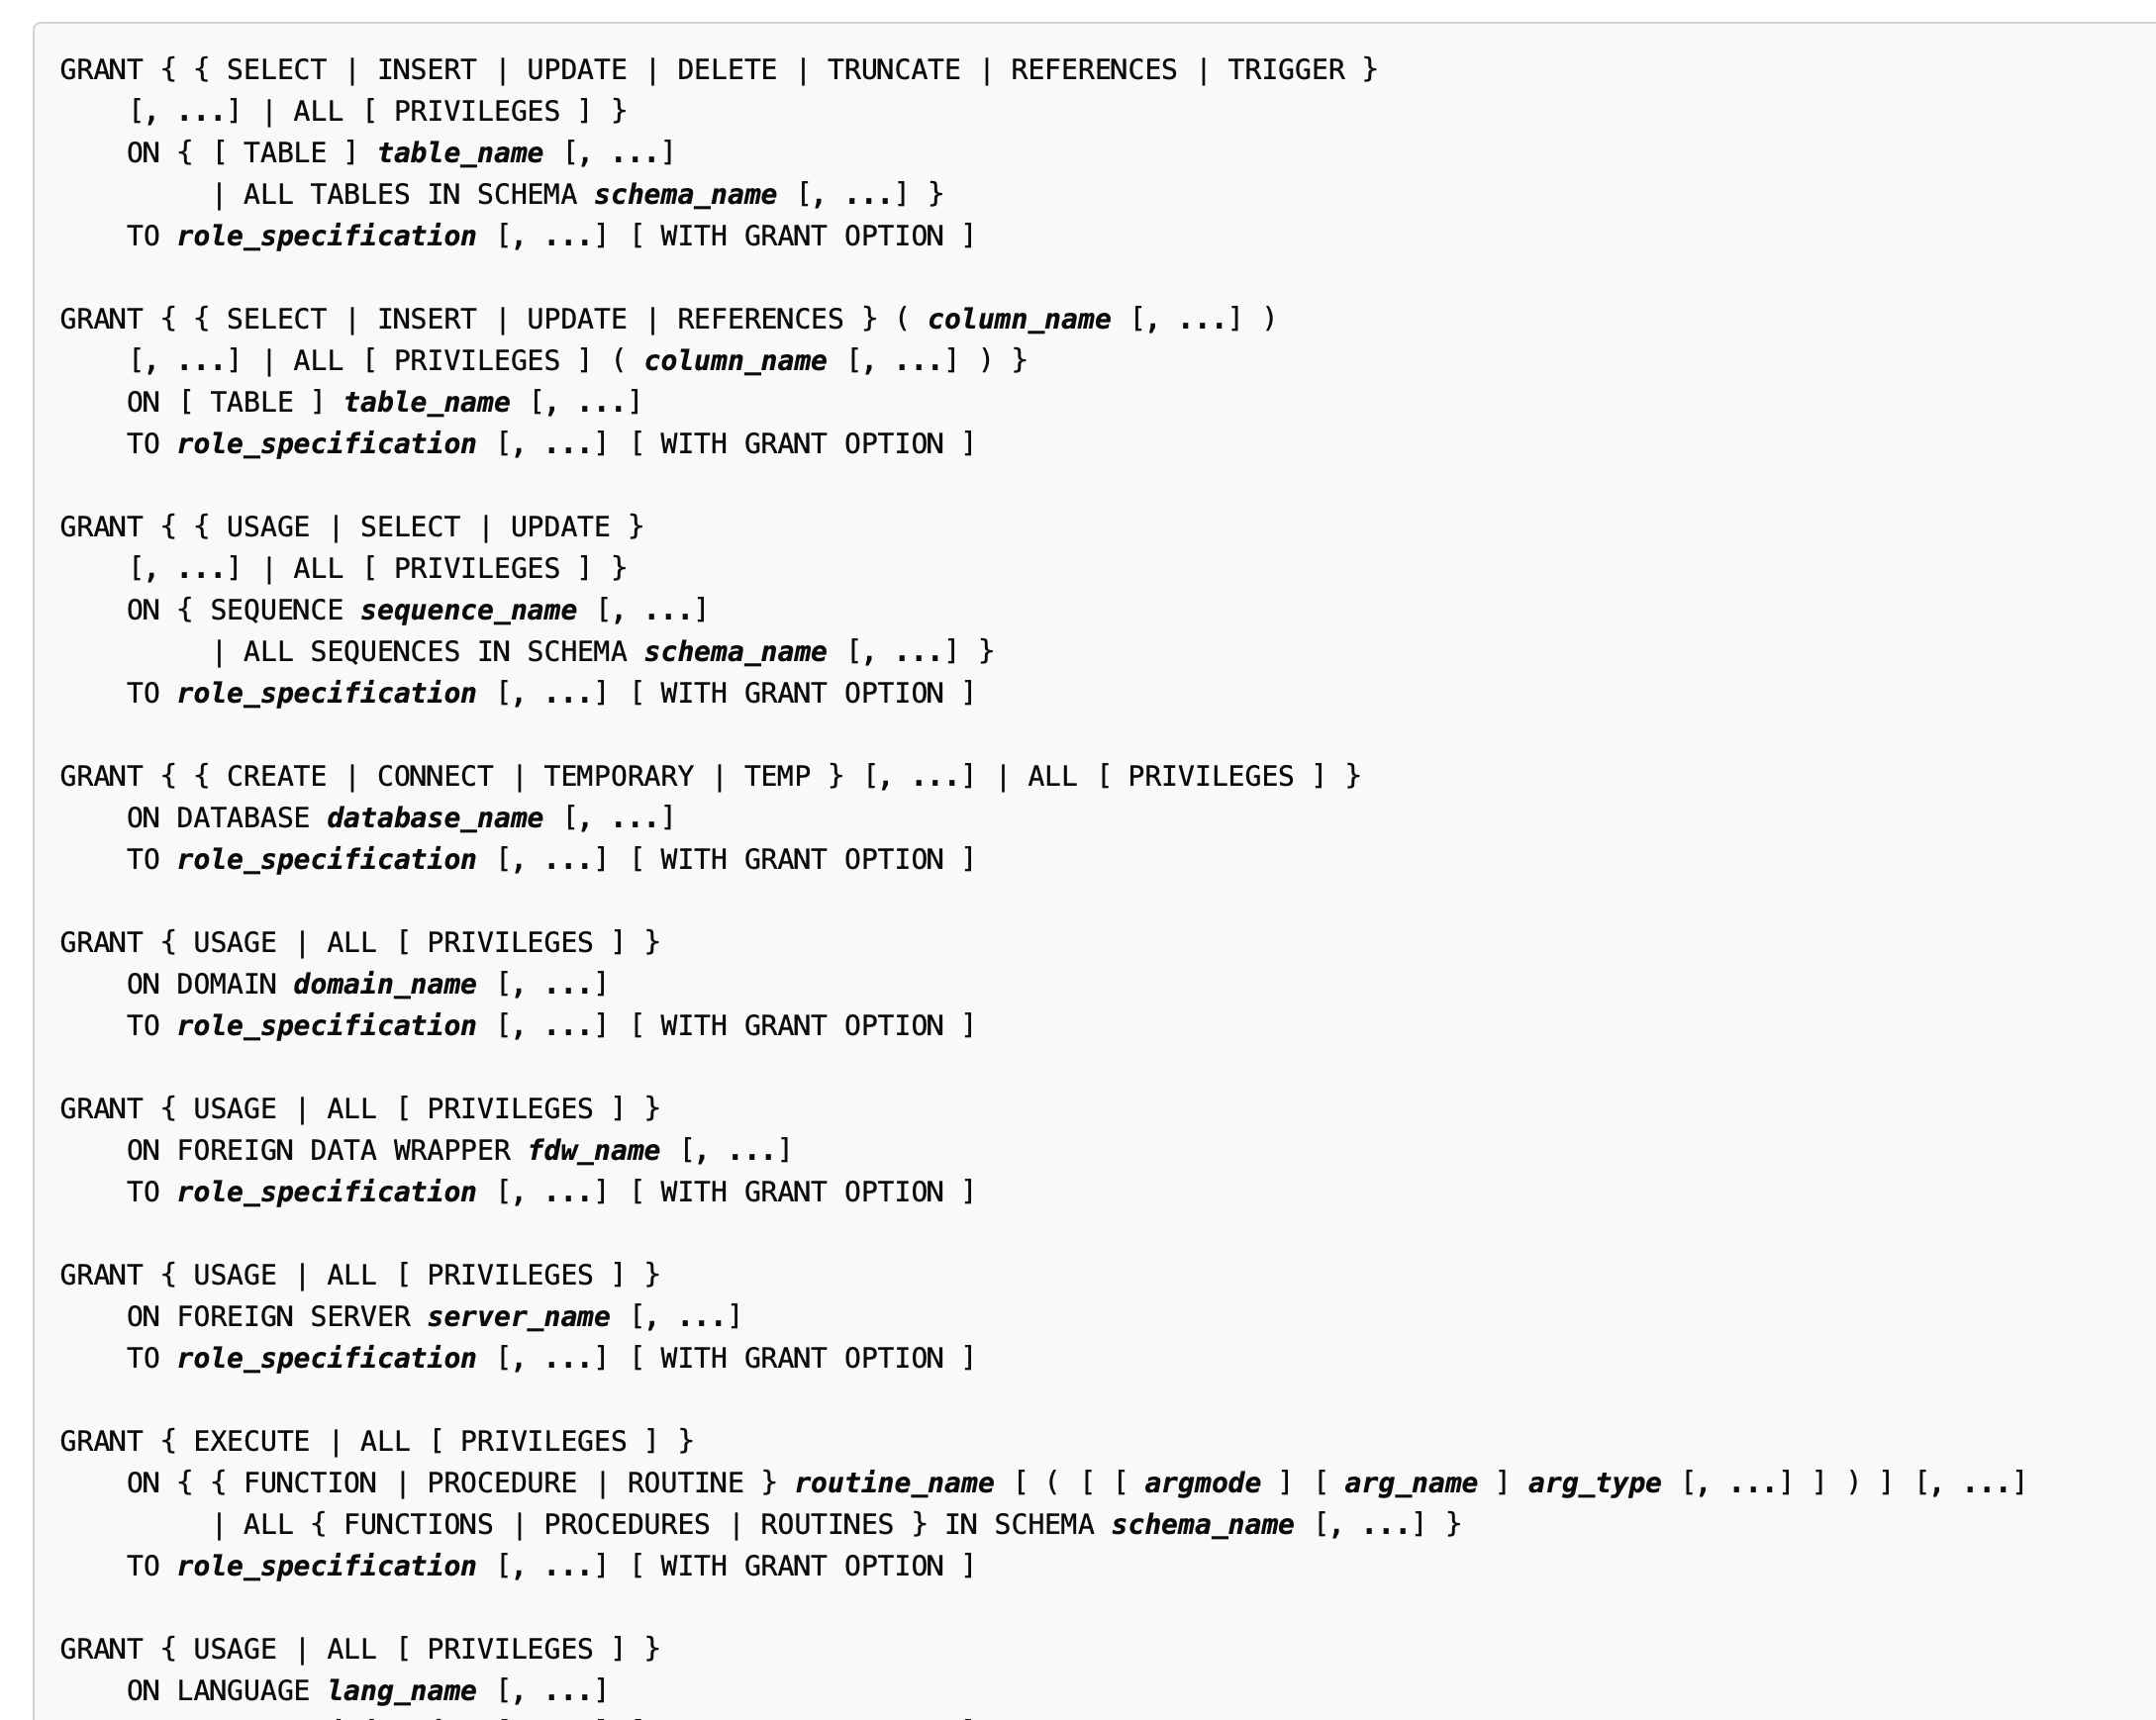 GRANT { { SELECT | INSERT | UPDATE | DELETE | TRUNCATE | REFERENCES | TRIGGER }
    [, ...] | ALL [ PRIVILEGES ] }
    ON { [ TABLE ] table_name [, ...]
         | ALL TABLES IN SCHEMA schema_name [, ...] }
    TO role_specification [, ...] [ WITH GRANT OPTION ]

GRANT { { SELECT | INSERT | UPDATE | REFERENCES } ( column_name [, ...] )
    [, ...] | ALL [ PRIVILEGES ] ( column_name [, ...] ) }
    ON [ TABLE ] table_name [, ...]
    TO role_specification [, ...] [ WITH GRANT OPTION ]

GRANT { { USAGE | SELECT | UPDATE }
    [, ...] | ALL [ PRIVILEGES ] }
    ON { SEQUENCE sequence_name [, ...]
         | ALL SEQUENCES IN SCHEMA schema_name [, ...] }
    TO role_specification [, ...] [ WITH GRANT OPTION ]

GRANT { { CREATE | CONNECT | TEMPORARY | TEMP } [, ...] | ALL [ PRIVILEGES ] }
    ON DATABASE database_name [, ...]
    TO role_specification [, ...] [ WITH GRANT OPTION ]

GRANT { USAGE | ALL [ PRIVILEGES ] }
    ON DOMAIN domain_name [, ...]
    TO role_specification [, ...] [ WITH GRANT OPTION ]

GRANT { USAGE | ALL [ PRIVILEGES ] }
    ON FOREIGN DATA WRAPPER fdw_name [, ...]
    TO role_specification [, ...] [ WITH GRANT OPTION ]

GRANT { USAGE | ALL [ PRIVILEGES ] }
    ON FOREIGN SERVER server_name [, ...]
    TO role_specification [, ...] [ WITH GRANT OPTION ]

GRANT { EXECUTE | ALL [ PRIVILEGES ] }
    ON { { FUNCTION | PROCEDURE | ROUTINE } routine_name [ ( [ [ argmode ] [ arg_name ] arg_type [, ...] ] ) ] [, ...]
         | ALL { FUNCTIONS | PROCEDURES | ROUTINES } IN SCHEMA schema_name [, ...] }
    TO role_specification [, ...] [ WITH GRANT OPTION ]

GRANT { USAGE | ALL [ PRIVILEGES ] }
    ON LANGUAGE lang_name [, ...]